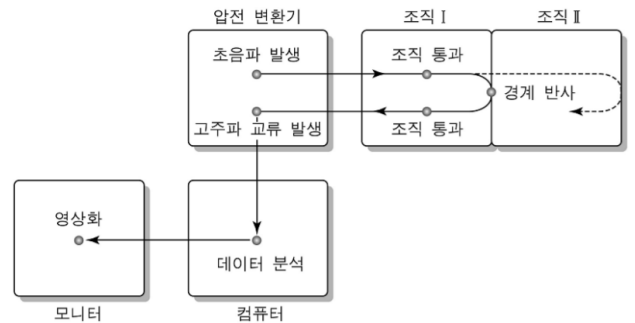 압전 변환기
조직 Ⅰ
조직 Ⅱ
초음파 발생
조직 통과
경계 반사
고주파 교류 발생
조직 통과
영상화
데이터 분석
모니터
컴퓨터